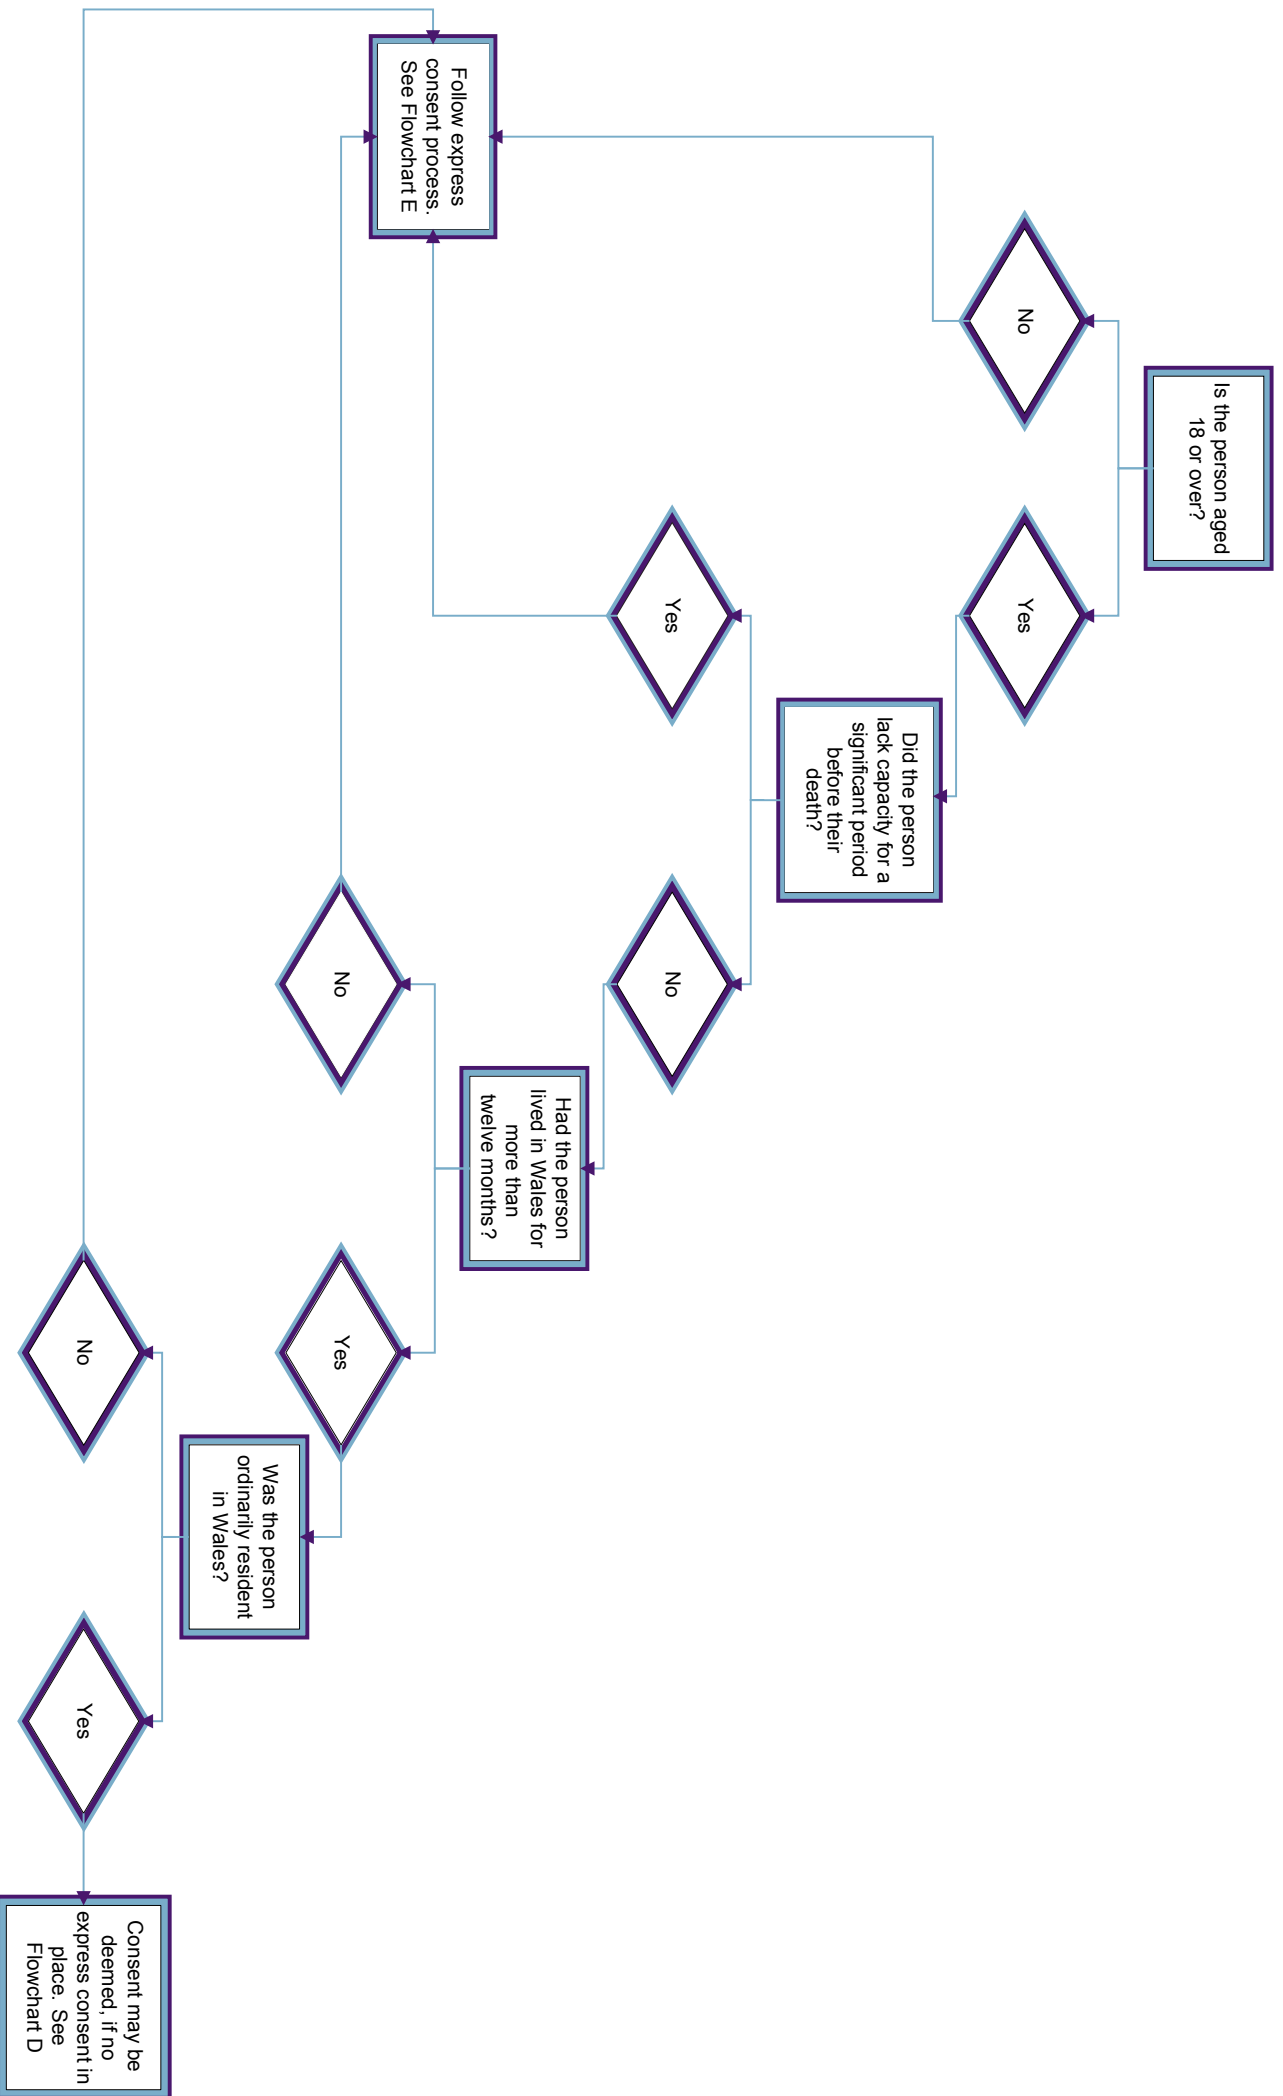 Is the person aged
18 or over?
No
Yes
Did the person
lack capacity for a
significant period
before their
death?
Yes
No
Follow express
consent process.
See Flowchart E
Had the person
lived in Wales for
more than
twelve months?
No
Yes
Was the person
ordinarily resident
in Wales?
No
Yes
Consent may be
deemed, if no
express consent in
place. See
Flowchart D